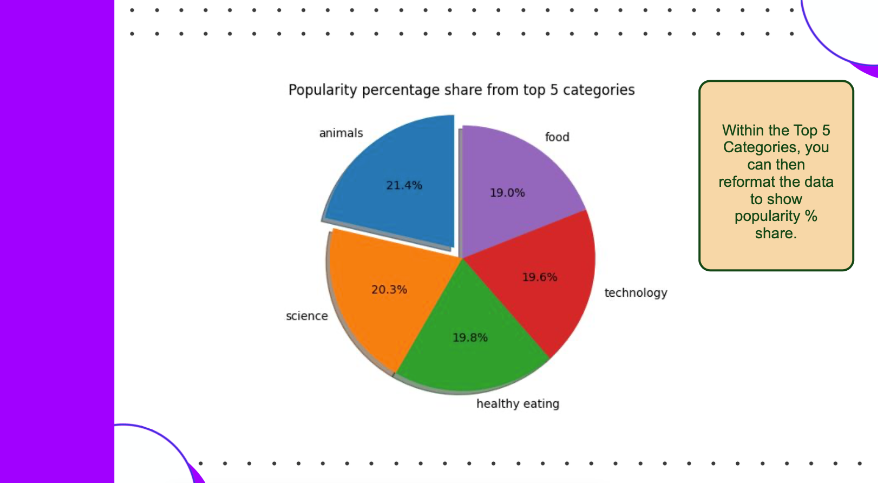 Popularity percentage share from top 5 categories
animals
food
21.4%
19.0%
19.6%
technology
20.3%
science
19.8%
healthy eating
Within the Top 5
Categories, you
can then
reformat the data
to show
popularity %
share.